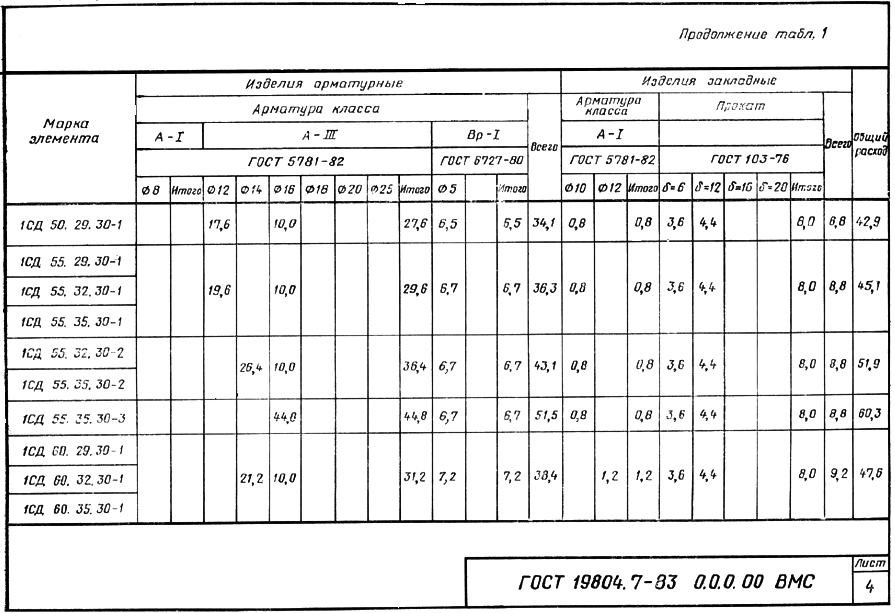 Продолжение табл. 1
Марка элемента
Изделия арматурные
Изделия закладные
Общий расход
Арматура класса
Всего
Арматура класса
Прокат
Всего
А-I А-III Вр-I А-I
ГОСТ 5781-82 ГОСТ 6727-80 ГОСТ 5781-82 ГОСТ 103-76
Ø8 Итого Ø12 Ø14 Ø16 Ø18 Ø20 Ø25 Итого Ø5 Итого Ø10 Ø12 Итого δ=6 δ=12 δ=16 δ=20 Итого
1СД 50.29.30-1 17,6 10,0 27,6 6,5 6,5 34,1 0,8 0,8 3,6 4,4 8,0 8,8 42,9
1СД 55.29.30-1
1СД 55.32.30-1 19,6 10,0 29,6 6,7 6,7 36,3 0,8 0,8 3,6 4,4 8,0 8,8 45,1
1СД 55.35.30-1
1СД 55.32.30-2
26,4 10,0 36,4 6,7 6,7 43,1 0,8 0,8 3,6 4,4 8,0 8,8 51,9
1СД 55.35.30-2
1СД 55.35.30-3 44,8 44,8 6,7 6,7 51,5 0,8 0,8 3,6 4,4 8,0 8,8 60,3
1СД 60.29.30-1
1СД 60.32.30-1 21,2 10,0 31,2 7,2 7,2 38,4 1,2 1,2 3,6 4,4 8,0 9,2 47,6
1СД 60.35.30-1
ГОСТ 19804.7-83 0.0.0.00 ВМС
Лист
4